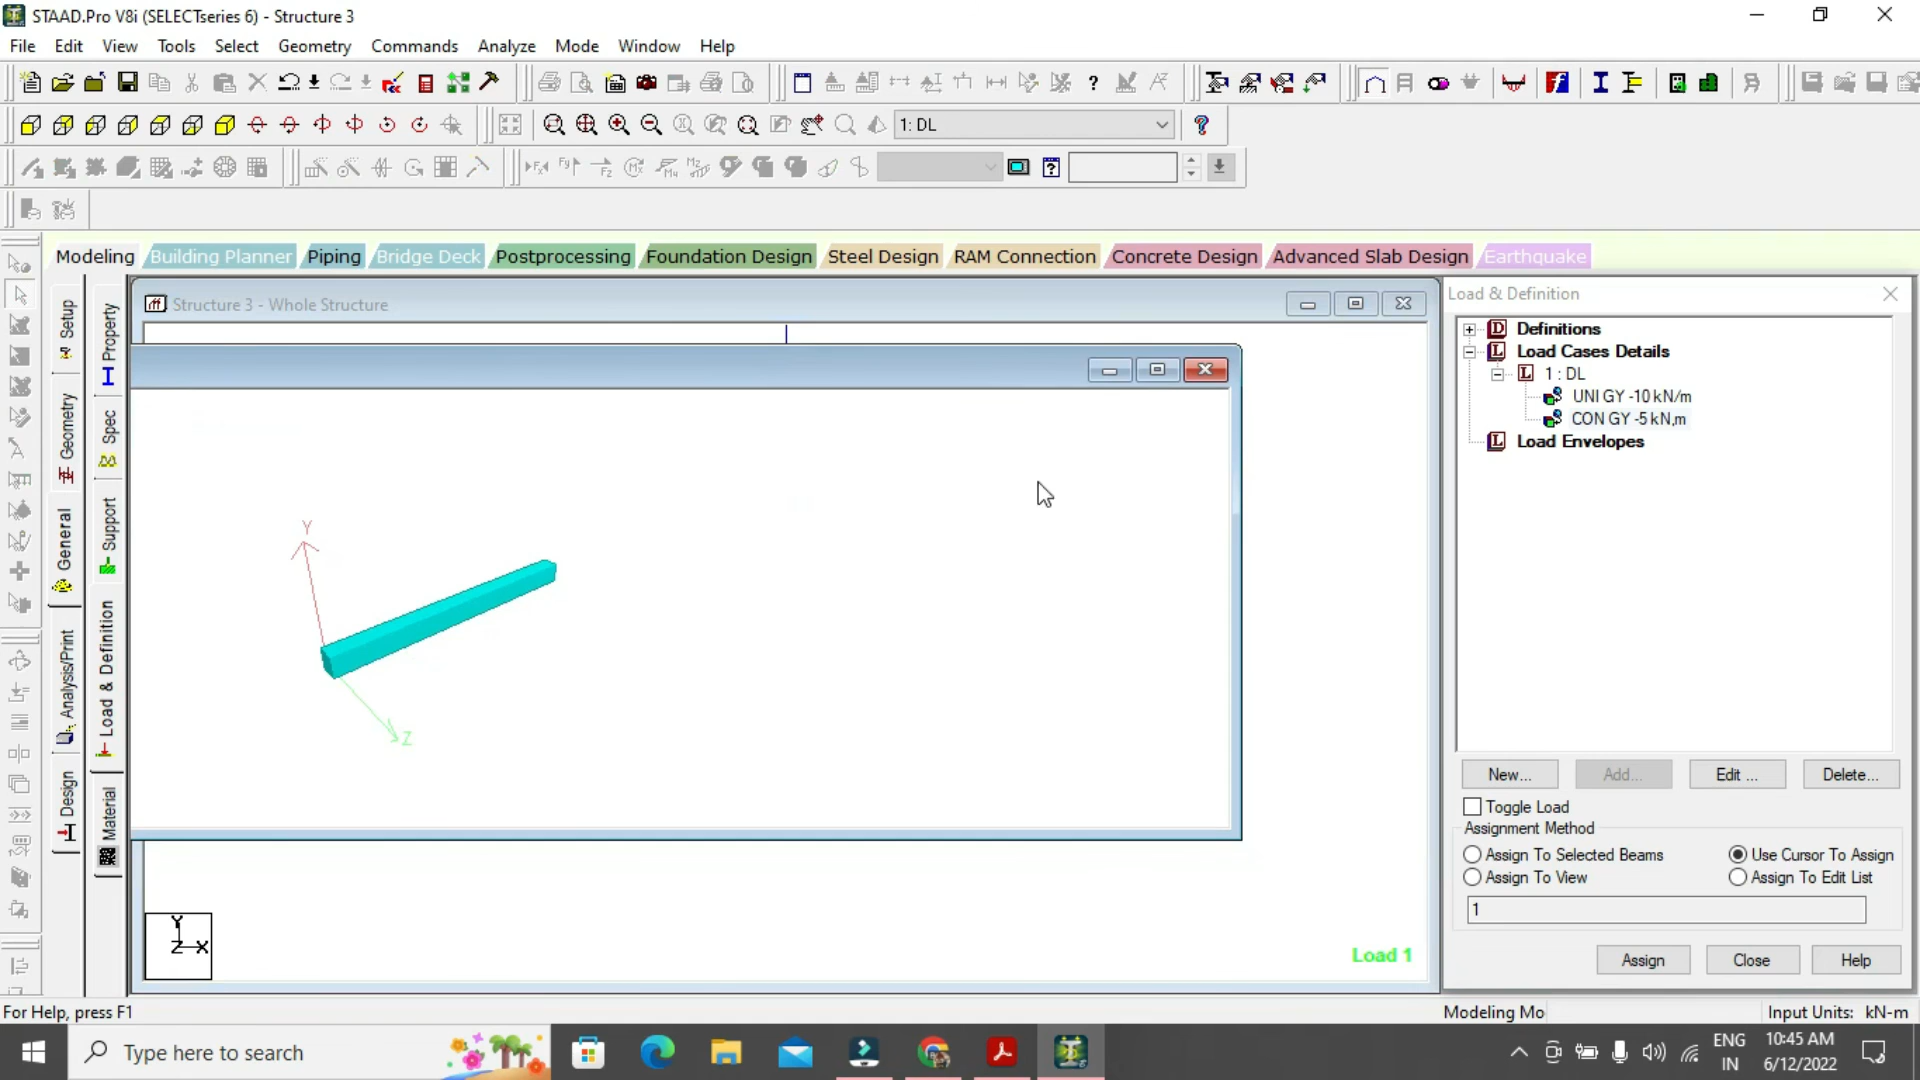 STAAD.Pro V8i (SELECTseries 6) - Structure 3
File Edit View Tools Select Geometry Commands Analyze Mode Window Help
1: DL
Modeling Building Planner Piping Bridge Deck Postprocessing Foundation Design Steel Design RAM Connection Concrete Design Advanced Slab Design Earthquake
Setup
Geometry
General
Analysis/Print
Design
Property
Spec
Support
Load & Definition
Material
Structure 3 - Whole Structure
Y
Z
Y
Z X
Load 1
Load & Definition
Definitions
Load Cases Details
1 : DL
UNI GY -10 kN/m
CON GY -5 kN,m
Load Envelopes
New... Add... Edit ... Delete...
Toggle Load
Assignment Method
Assign To Selected Beams Use Cursor To Assign
Assign To View Assign To Edit List
1
Assign Close Help
For Help, press F1 Modeling Mo Input Units: kN-m
Type here to search
ENG
IN
10:45 AM
6/12/2022